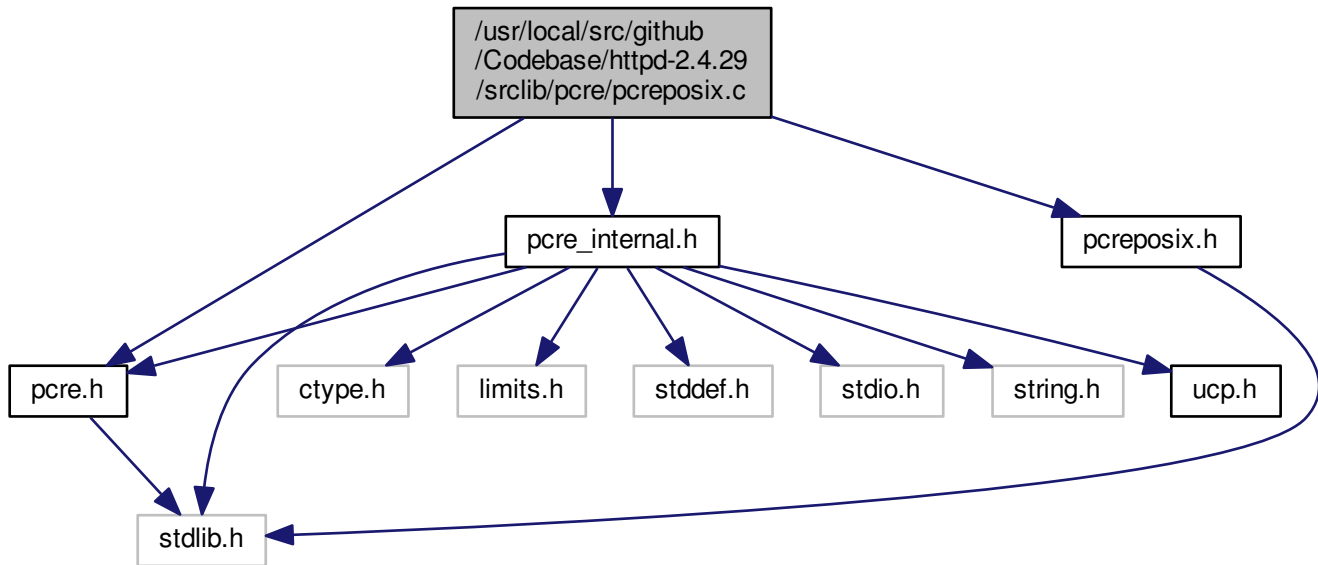 /usr/local/src/github
/Codebase/httpd-2.4.29
/srclib/pcre/pcreposix.c
pcre_internal.h
pcreposix.h
pcre.h
ctype.h
limits.h
stddef.h
stdio.h
string.h
ucp.h
stdlib.h